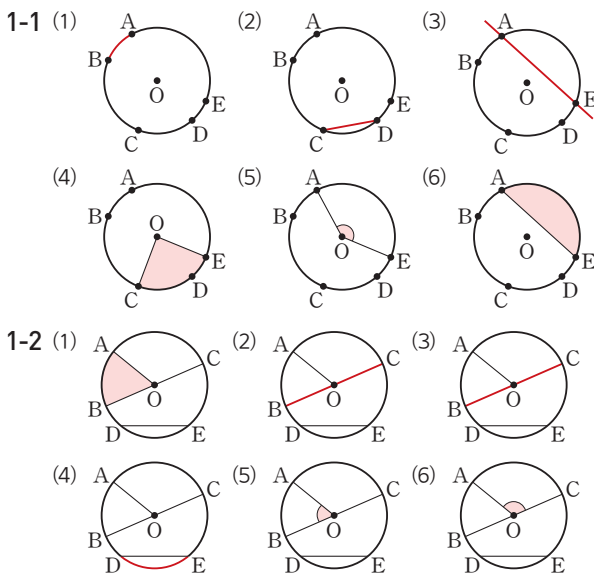 1-1 (1) A B O E D C
(2) A B O E D C
(3) A B O E D C
(4) A B O E D C
(5) A B O E D C
(6) A B O E D C
1-2 (1) A C O B D E
(2) A C O B D E
(3) A C O B D E
(4) A C O B D E
(5) A C O B D E
(6) A C O B D E